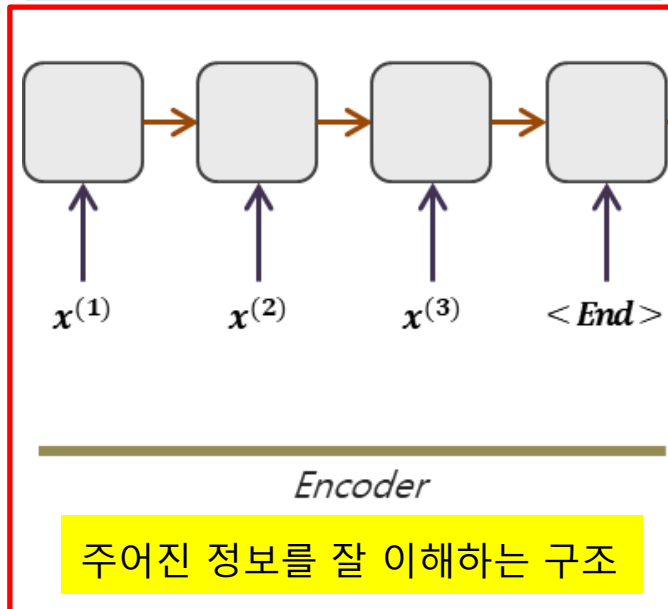 x⁽¹⁾ x⁽²⁾ x⁽³⁾ < End >
Encoder
주어진 정보를 잘 이해하는 구조